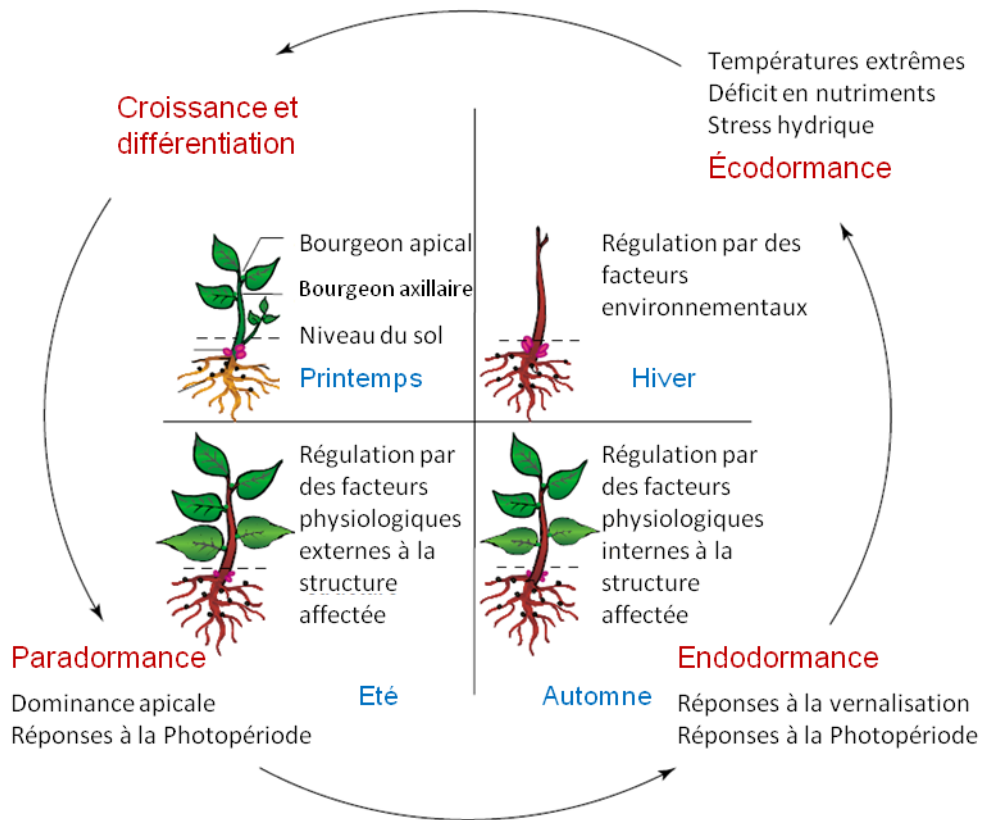 Croissance et
différentiation
Températures extrêmes
Déficit en nutriments
Stress hydrique
Écodormance
Bourgeon apical
Bourgeon axillaire
Niveau du sol
Printemps
Régulation par des
facteurs
environnementaux
Hiver
Régulation par
des facteurs
physiologiques
externes à la
structure
affectée
Régulation par
des facteurs
physiologiques
internes à la
structure
affectée
Paradormance
Dominance apicale
Réponses à la Photopériode
Eté
Automne
Endodormance
Réponses à la vernalisation
Réponses à la Photopériode